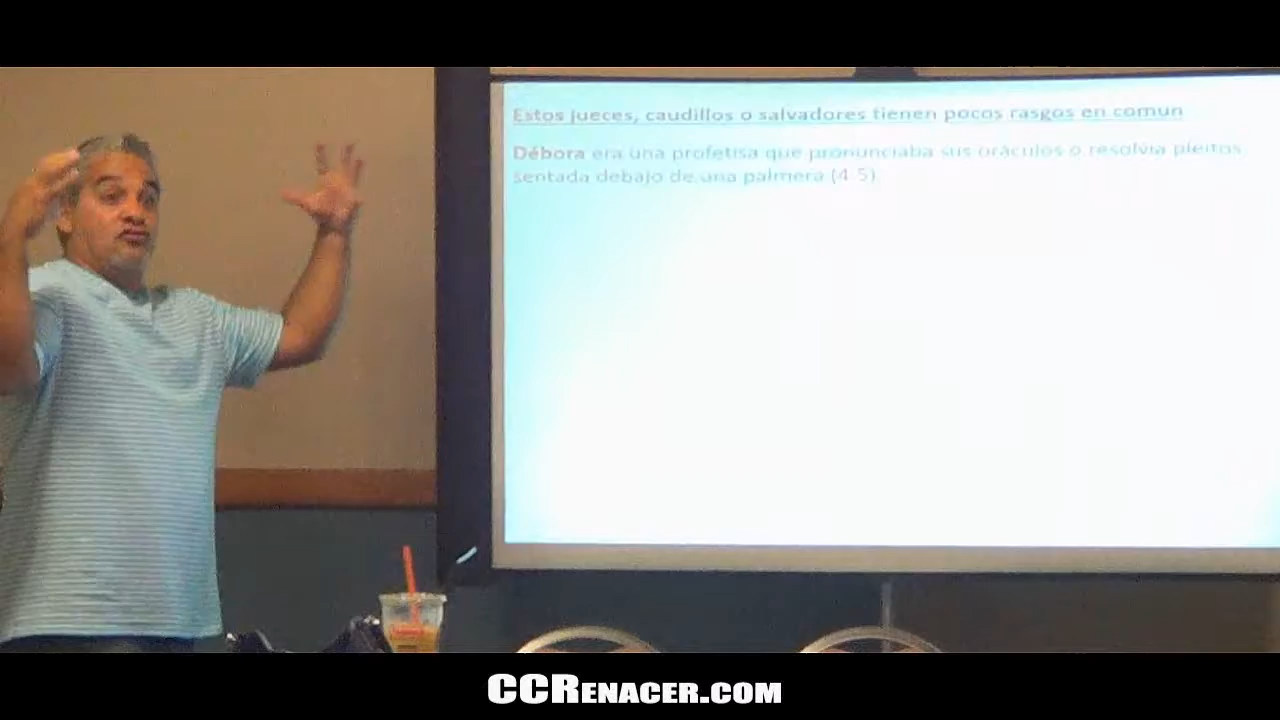 Estos jueces, caudillos o salvadores tienen pocos rasgos en comun
Débora era una profetisa que pronunciaba sus oráculos o resolvia pleitos
sentada debajo de una palmera (4.5).
CCRENACER.COM